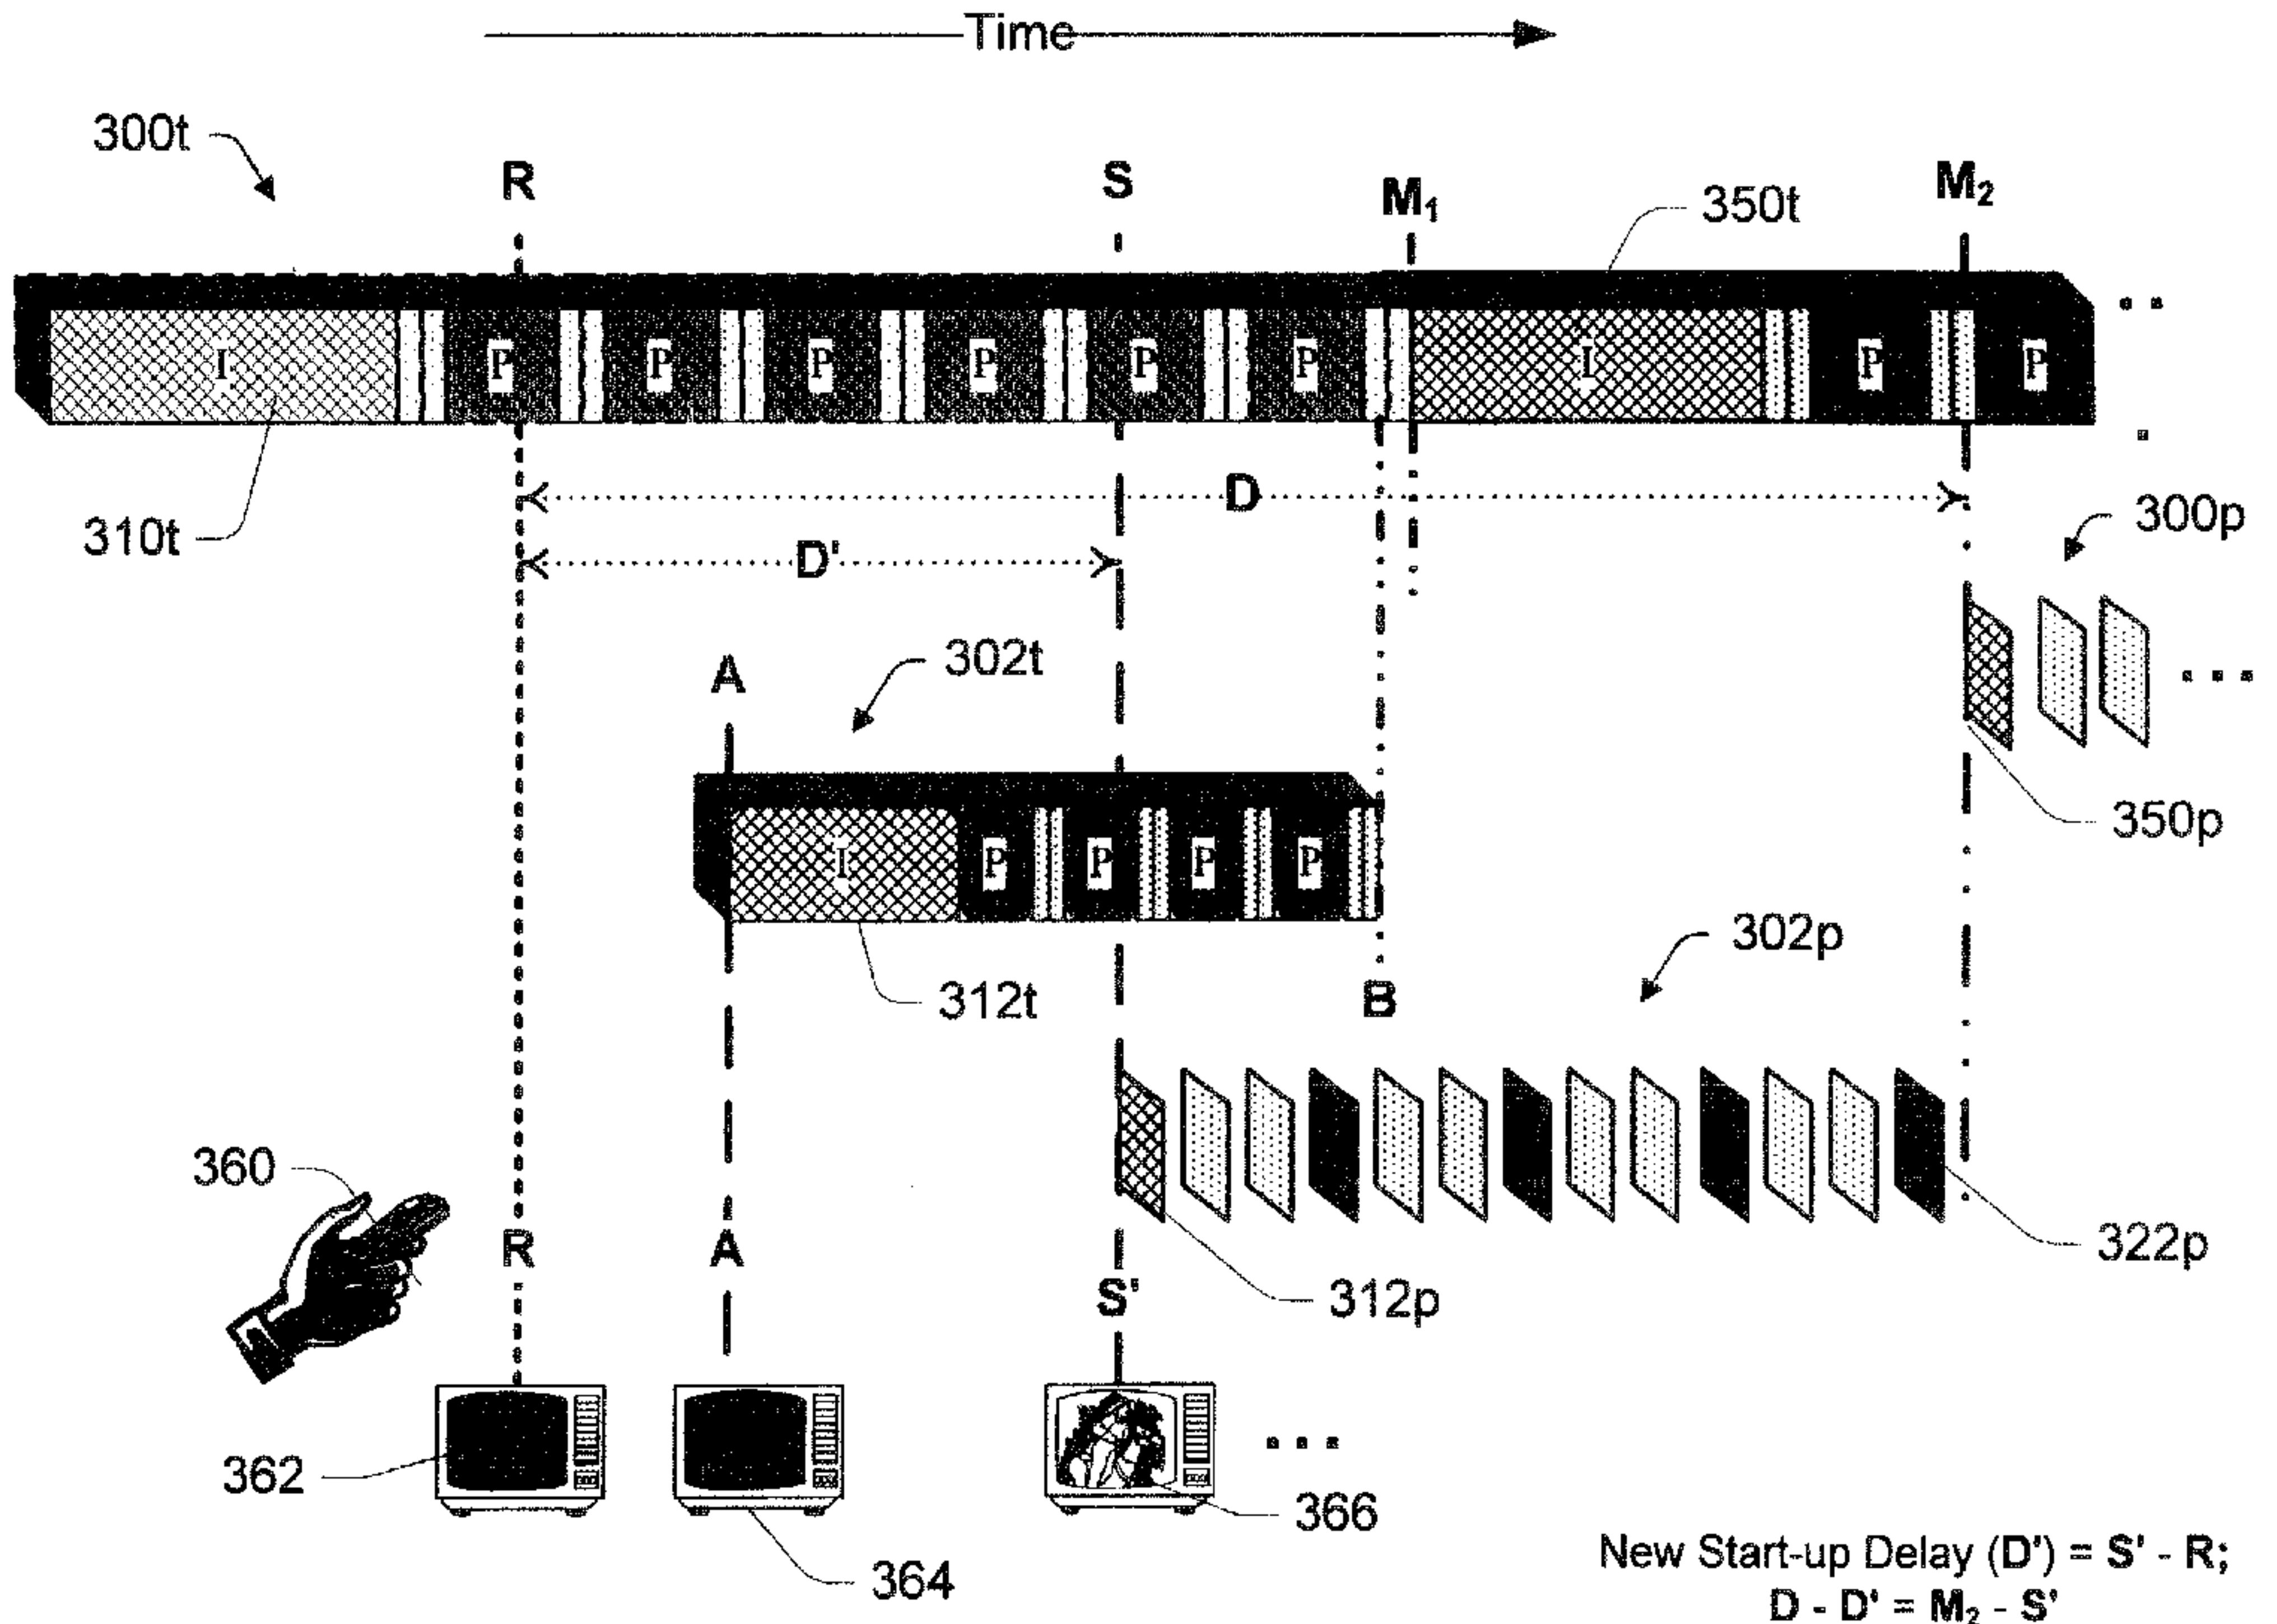 Time
300t
R
S
M₁
350t
M₂
I P P P P P P I P P
310t
D
300p
D'
A
302t
350p
I P P P P
312t
B
302p
360
R
A
S'
312p
322p
362
364
366
New Start-up Delay (D') = S' - R;
D - D' = M₂ - S'